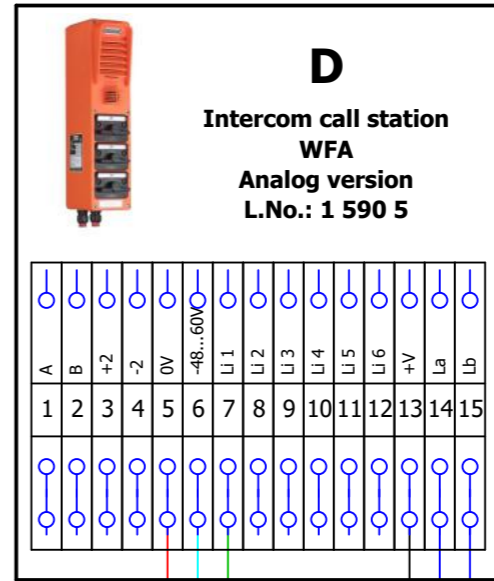 D
Intercom call station
WFA
Analog version
L.No.: 1 590 5
A B +2 -2 0V -48...60V Li 1 Li 2 Li 3 Li 4 Li 5 Li 6 +V La Lb
1 2 3 4 5 6 7 8 9 10 11 12 13 14 15